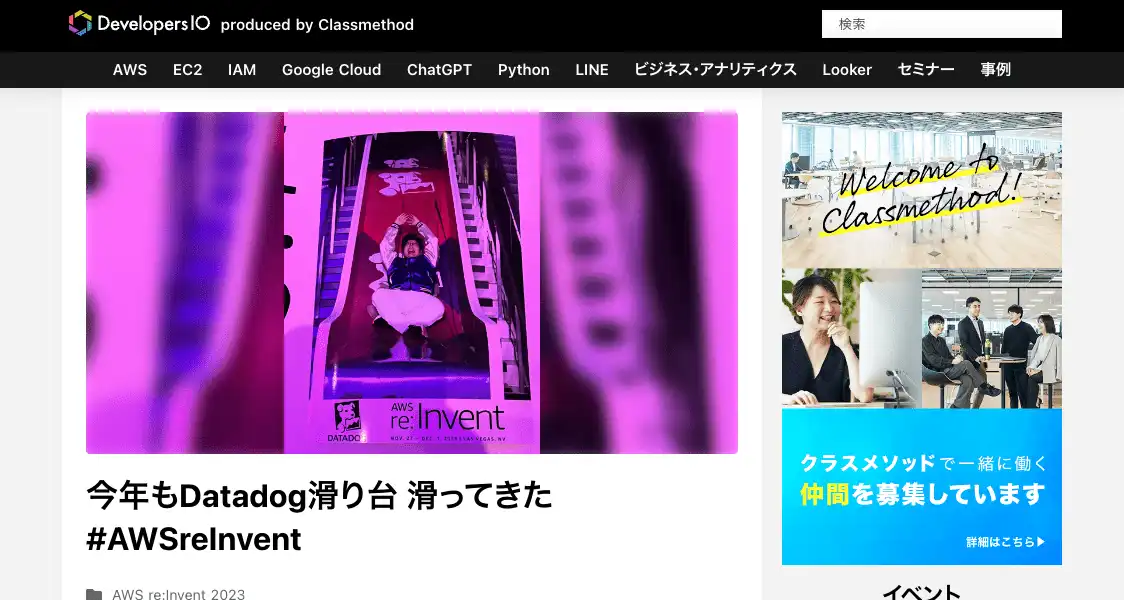 DevelopersIO produced by Classmethod
検索
AWS EC2 IAM Google Cloud ChatGPT Python LINE ビジネス・アナリティクス Looker セミナー 事例
AWS
re:Invent
DATADOG
NOV. 27 - DEC. 1, 2023 | LAS VEGAS, NV
今年もDatadog滑り台 滑ってきた
#AWSreInvent
AWS re:Invent 2023
Welcome to
Classmethod!
クラスメソッドで一緒に働く
仲間を募集しています
詳細はこちら▶
イベント